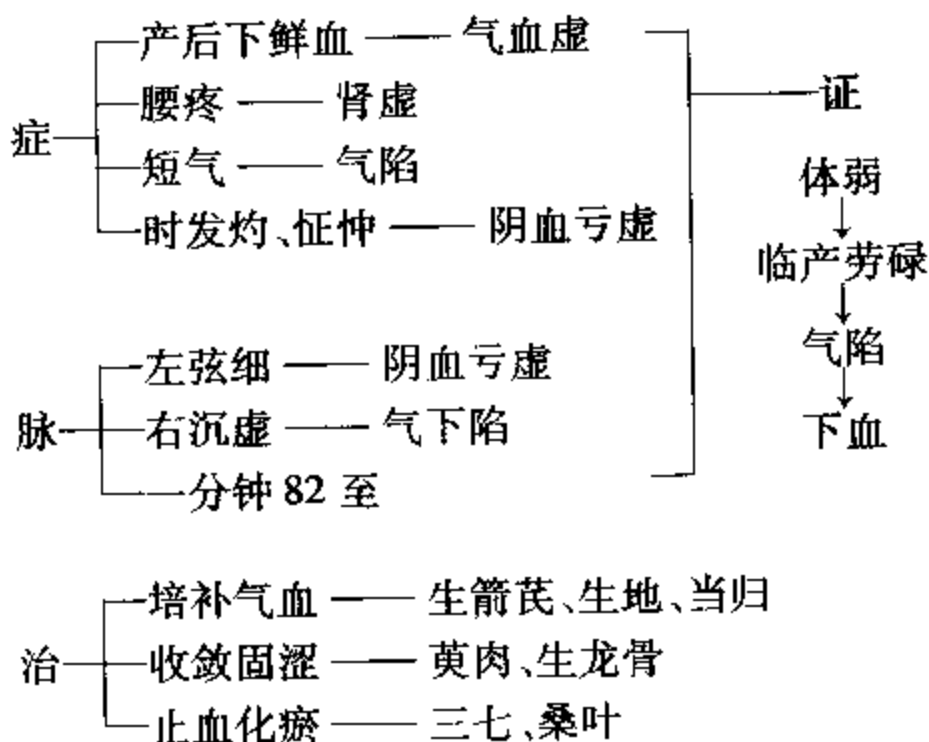 产后下鲜血 —— 气血虚
腰疼 —— 肾虚
症
短气 —— 气陷
时发灼、怔忡 —— 阴血亏虚
证
体弱
↓
临产劳碌
↓
气陷
↓
下血
左弦细 —— 阴血亏虚
脉
右沉虚 —— 气下陷
一分钟 82 至
培补气血 —— 生箭芪、生地、当归
治
收敛固涩 —— 萸肉、生龙骨
止血化瘀 —— 三七、桑叶